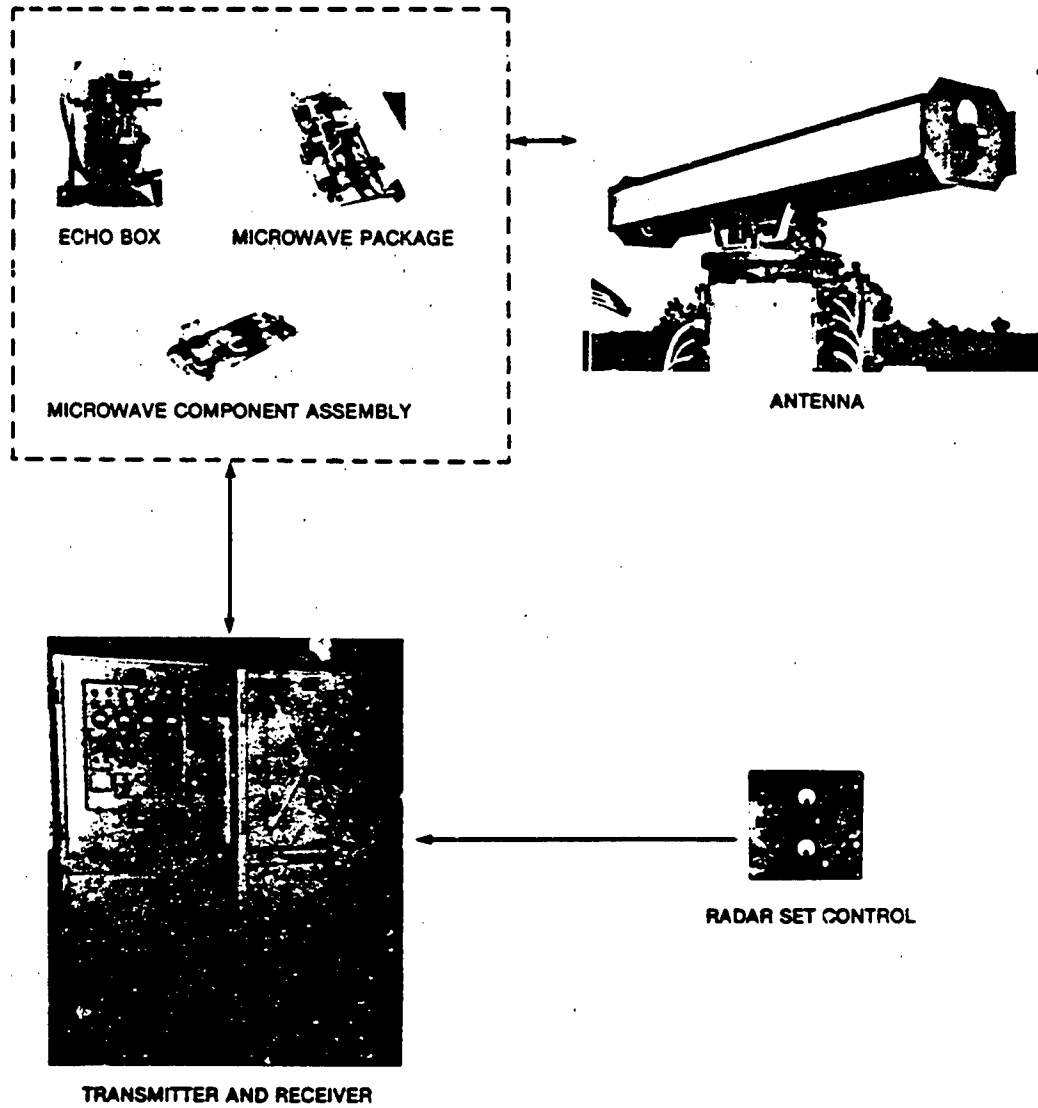 ECHO BOX
MICROWAVE PACKAGE
MICROWAVE COMPONENT ASSEMBLY
ANTENNA
RADAR SET CONTROL
TRANSMITTER AND RECEIVER